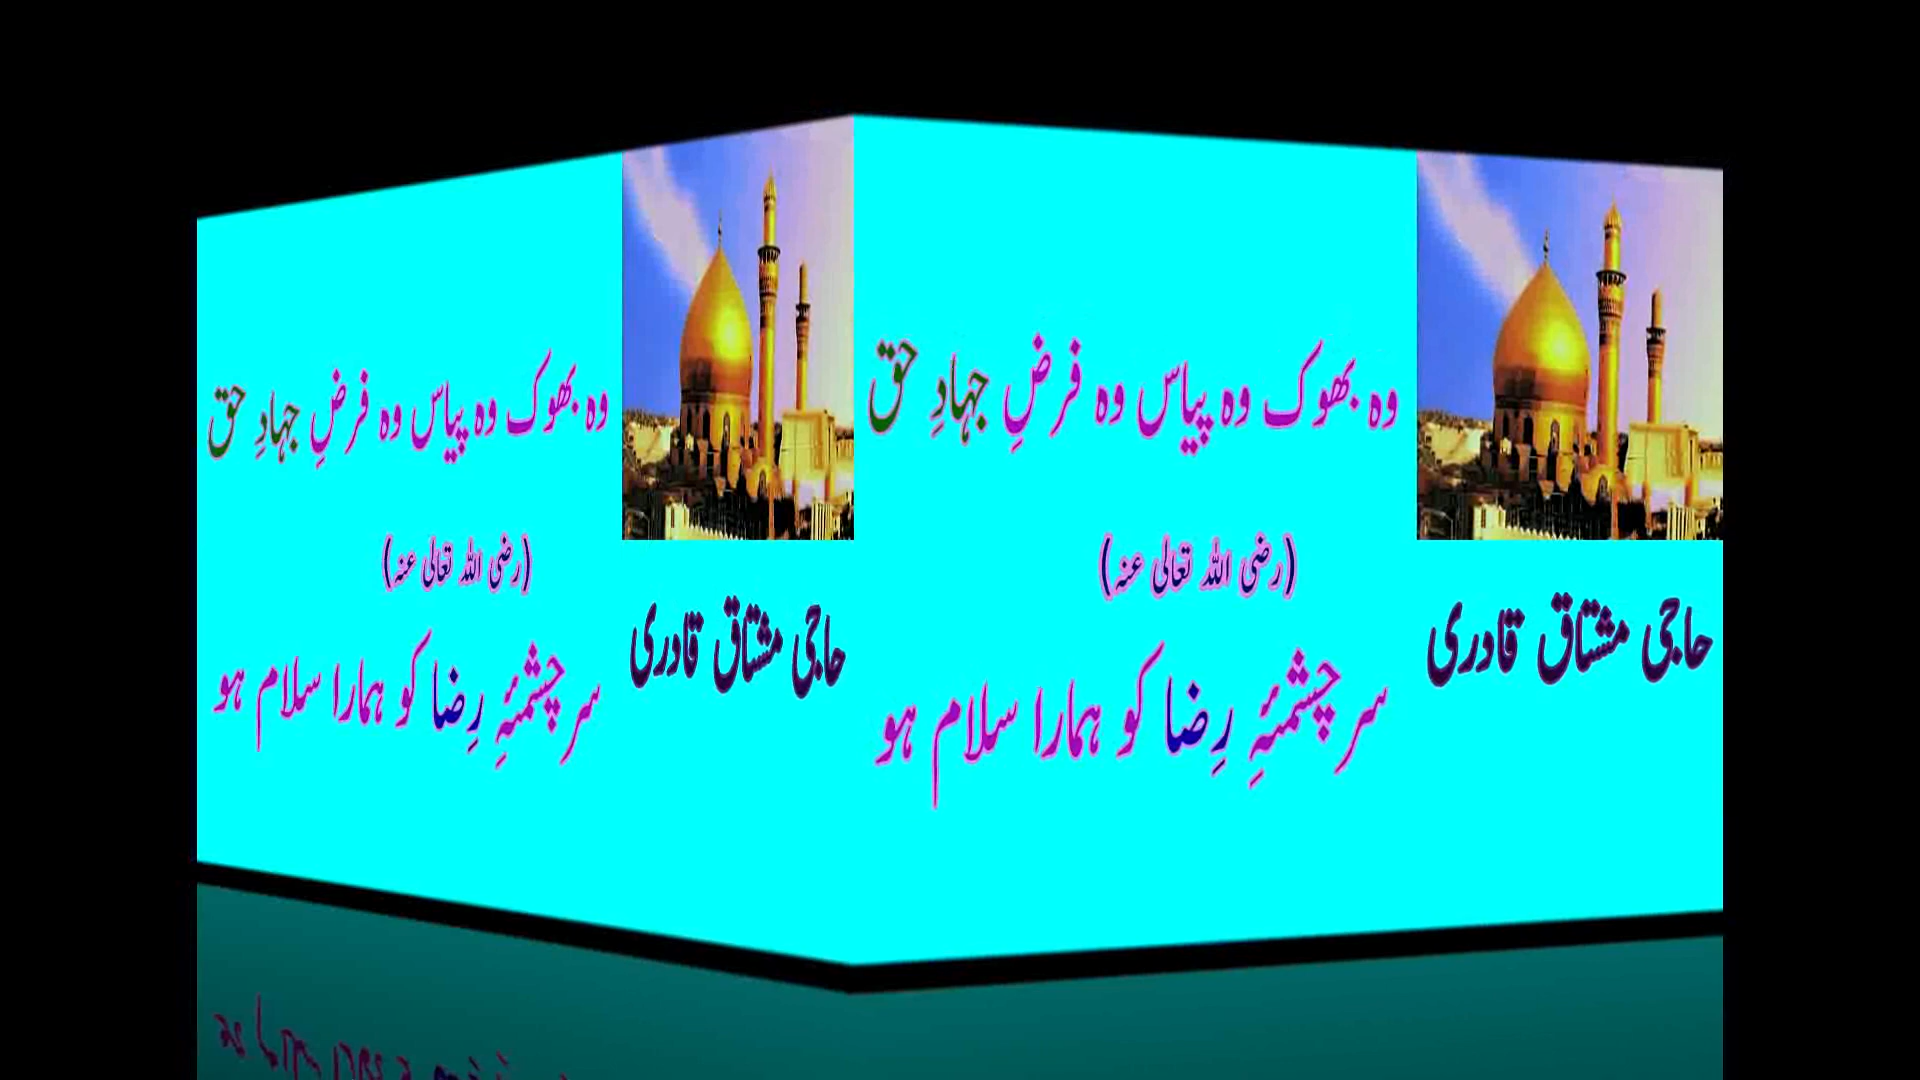 وہ بھوک وہ پیاس وہ فرضِ جہادِ حق
(رضی اللہ تعالی عنہ)
سرچشمۂِ رِضا کو ہمارا سلام ہو
حاجی مشتاق قادری
وہ بھوک وہ پیاس وہ فرضِ جہادِ حق
(رضی اللہ تعالی عنہ)
سرچشمۂِ رِضا کو ہمارا سلام ہو
حاجی مشتاق قادری